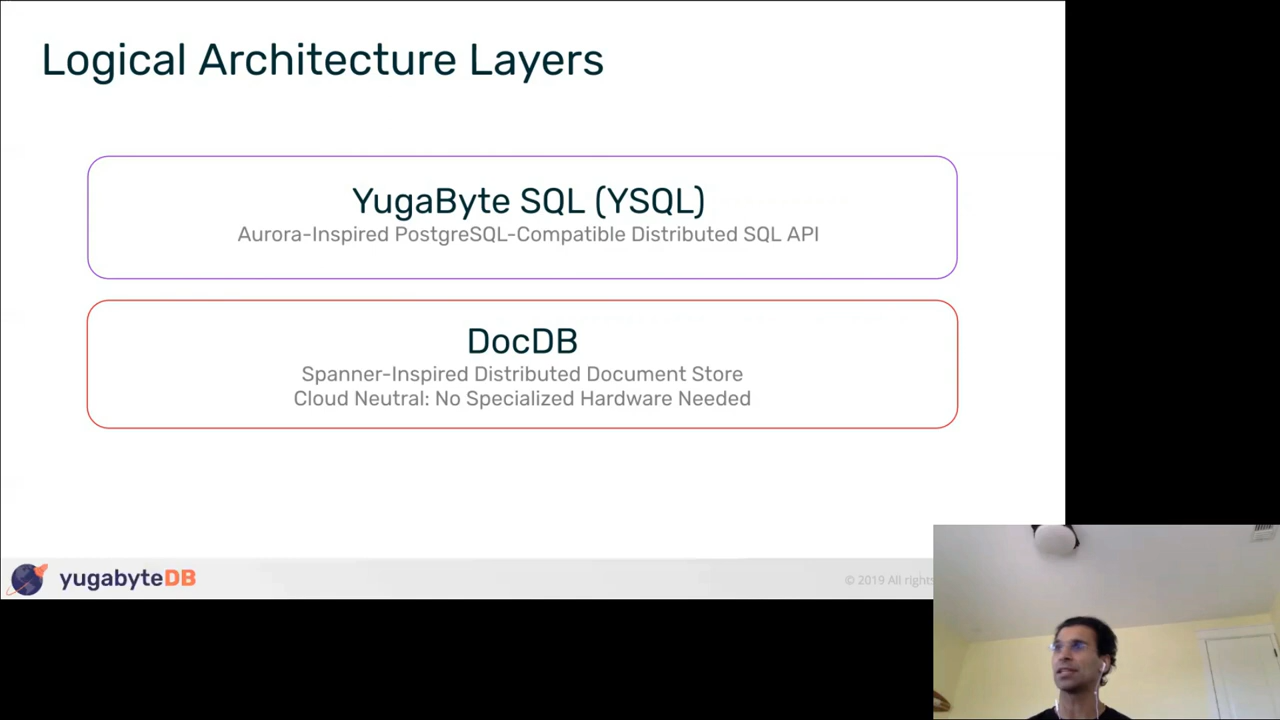 Logical Architecture Layers
YugaByte SQL (YSQL)
Aurora-Inspired PostgreSQL-Compatible Distributed SQL API
DocDB
Spanner-Inspired Distributed Document Store
Cloud Neutral: No Specialized Hardware Needed
yugabyteDB
© 2019 All rights